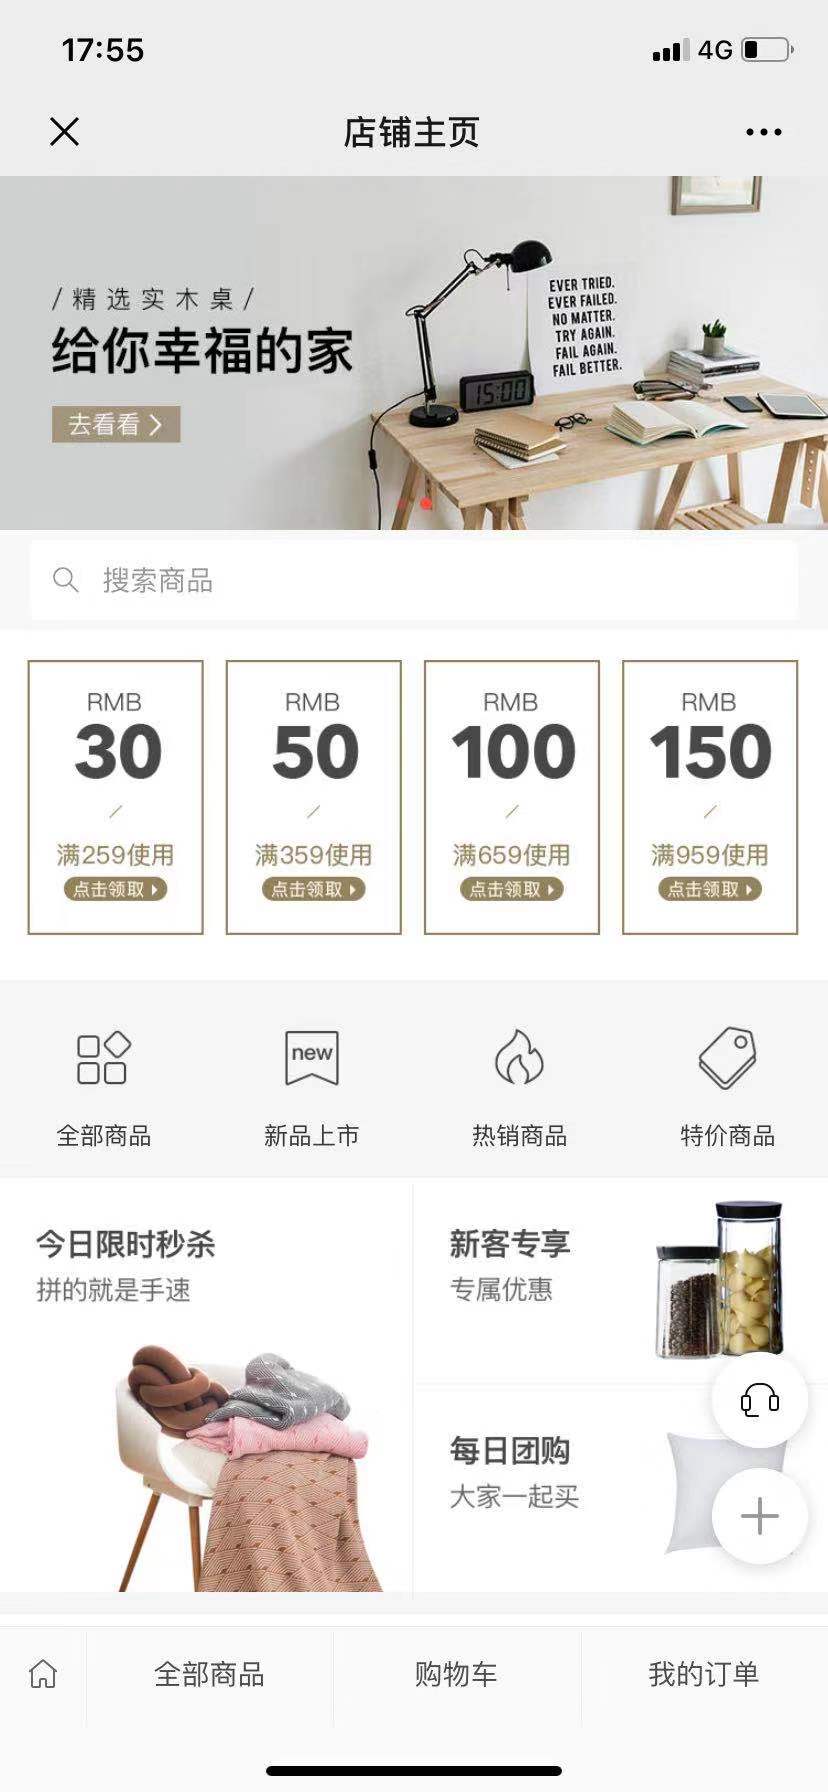 17:55
4G
店铺主页
/ 精选实木桌 /
给你幸福的家
去看看
EVER TRIED.
EVER FAILED.
NO MATTER.
TRY AGAIN.
FAIL AGAIN.
FAIL BETTER.
15:00
搜索商品
RMB
30
满259使用
点击领取
RMB
50
满359使用
点击领取
RMB
100
满659使用
点击领取
RMB
150
满959使用
点击领取
new
全部商品
新品上市
热销商品
特价商品
今日限时秒杀
拼的就是手速
新客专享
专属优惠
每日团购
大家一起买
全部商品
购物车
我的订单